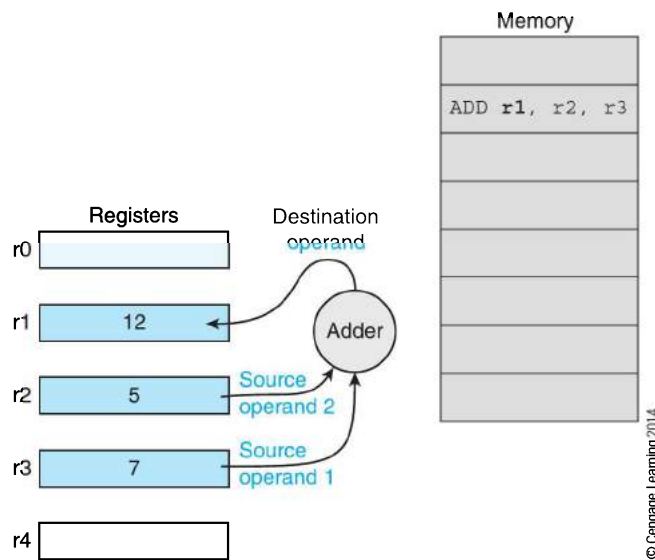 Memory
ADD r1, r2, r3
Registers
Destination
operand
r0
r1
12
Adder
r2
5
Source
operand 2
r3
7
Source
operand 1
r4
© Cengage Learning 2014